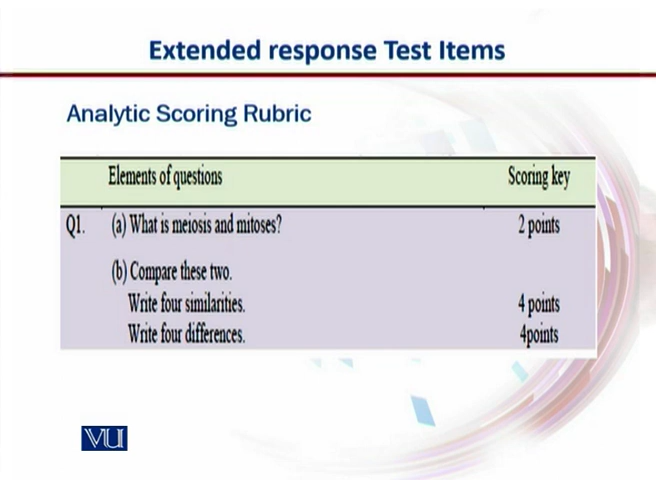 Extended response Test Items
Analytic Scoring Rubric
Elements of questions Scoring key
Q1. (a) What is meiosis and mitoses? 2 points
(b) Compare these two.
Write four similarities. 4 points
Write four differences. 4points
VU